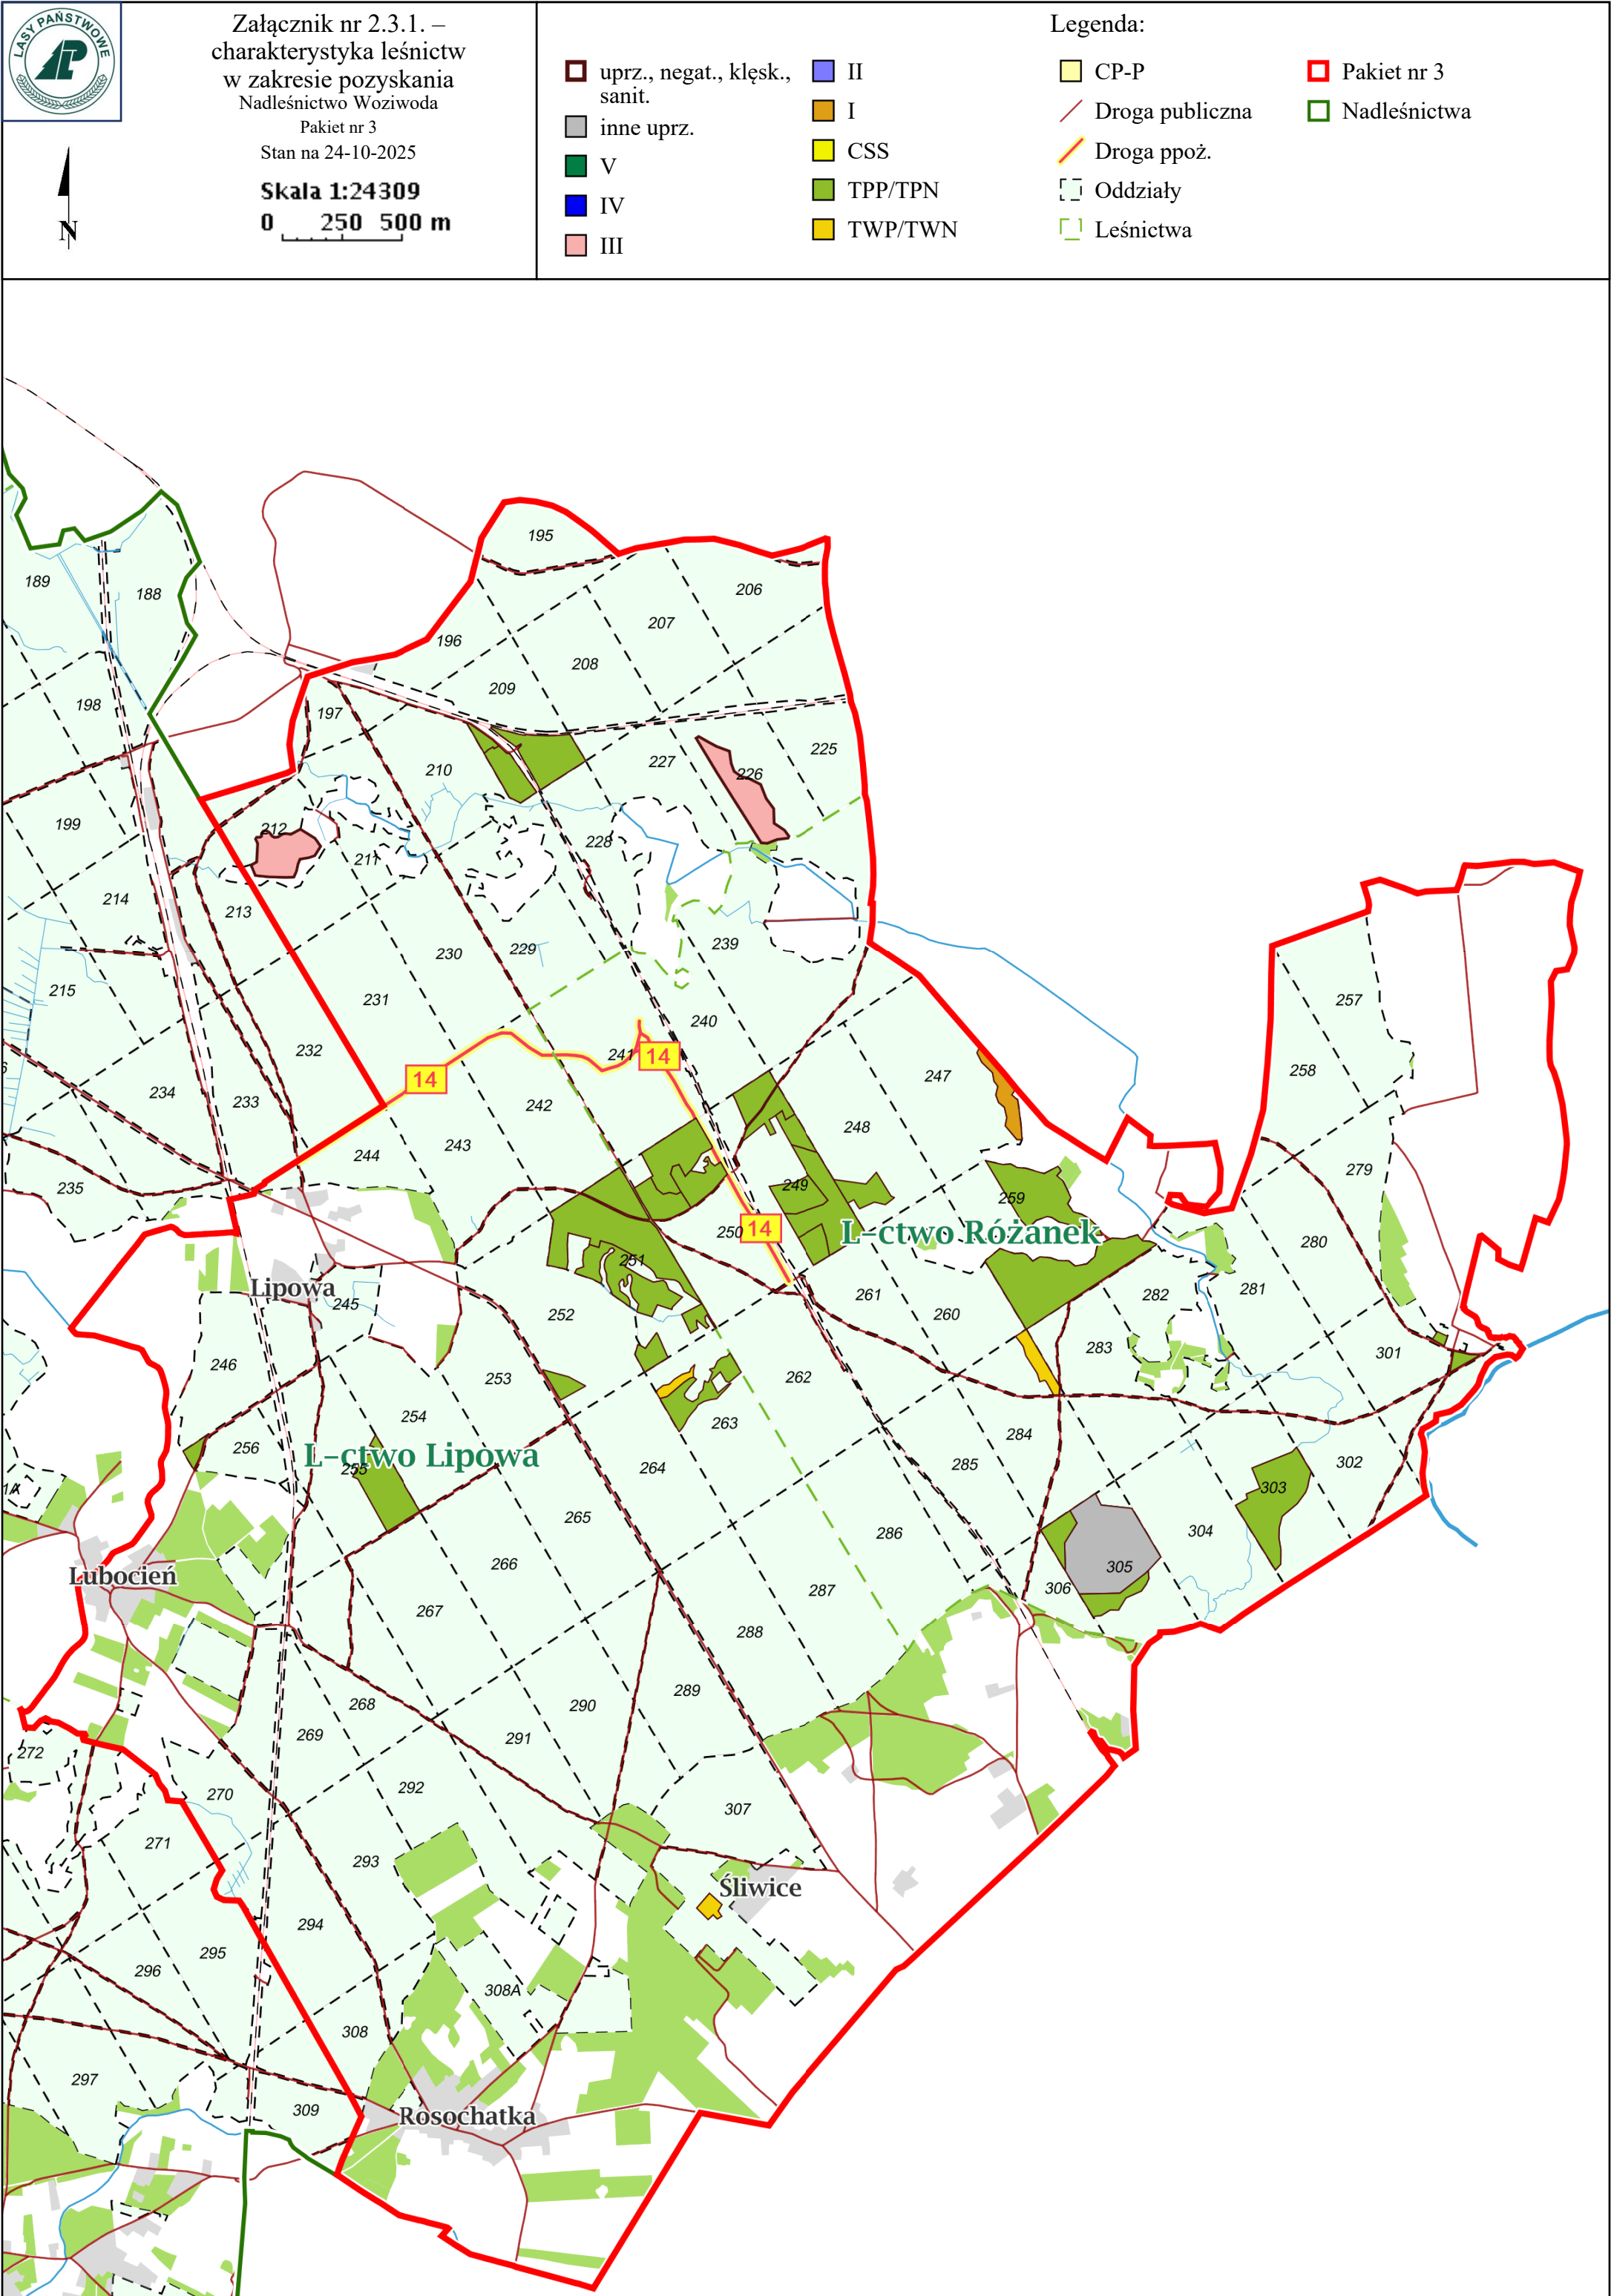 LASY PAŃSTWOWE
Załącznik nr 2.3.1. –
charakterystyka leśnictw
w zakresie pozyskania
Nadleśnictwo Woziwoda
Pakiet nr 3
Stan na 24-10-2025
Skala 1:24309
0 250 500 m
N
Legenda:
uprz., negat., klęsk.,
sanit.
inne uprz.
V
IV
III
II
I
CSS
TPP/TPN
TWP/TWN
CP-P
Droga publiczna
Droga ppoż.
Oddziały
Leśnictwa
Pakiet nr 3
Nadleśnictwa
195
189
188
206
207
196
208
209
198
197
225
227
210
226
199
212
228
211
214
213
239
229
230
215
231
257
240
232
241
14
258
14
247
234
233
242
248
243
244
279
235
249
259
250
14
L-ctwo Różanek
280
251
Lipowa
281
245
261
282
252
260
283
301
246
253
262
254
263
284
256
L-ctwo Lipowa
255
302
285
264
303
265
304
286
266
305
Lubocień
306
287
267
288
289
268
290
269
291
272
292
270
307
271
293
Śliwice
294
295
296
308A
308
297
309
Rosochatka